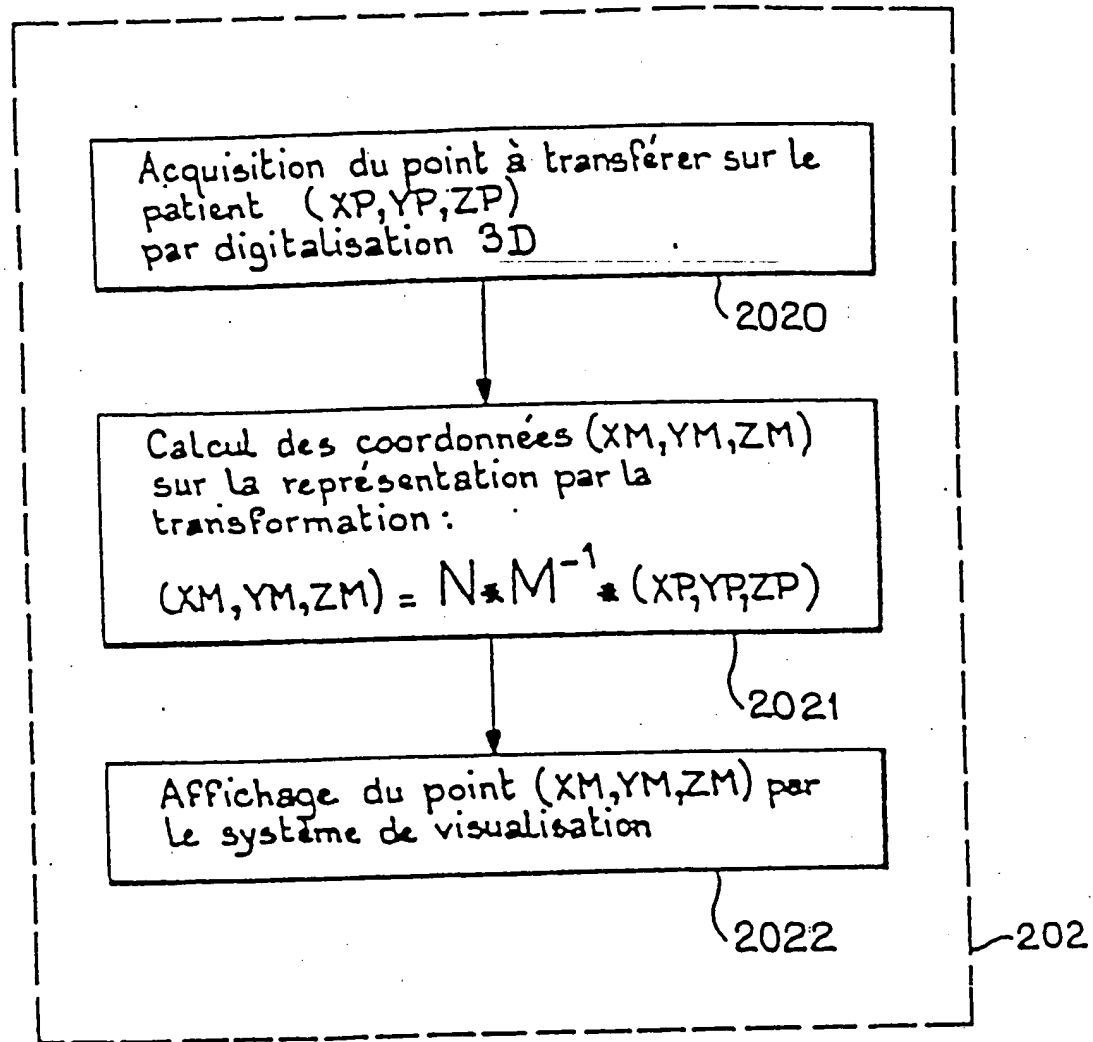 Acquisition du point à transférer sur le
patient (XP,YP,ZP)
par digitalisation 3D
2020
Calcul des coordonnées (XM,YM,ZM)
sur la représentation par la
transformation :
(XM,YM,ZM) = N*M⁻¹* (XP,YP,ZP)
2021
Affichage du point (XM,YM,ZM) par
le système de visualisation
2022
202